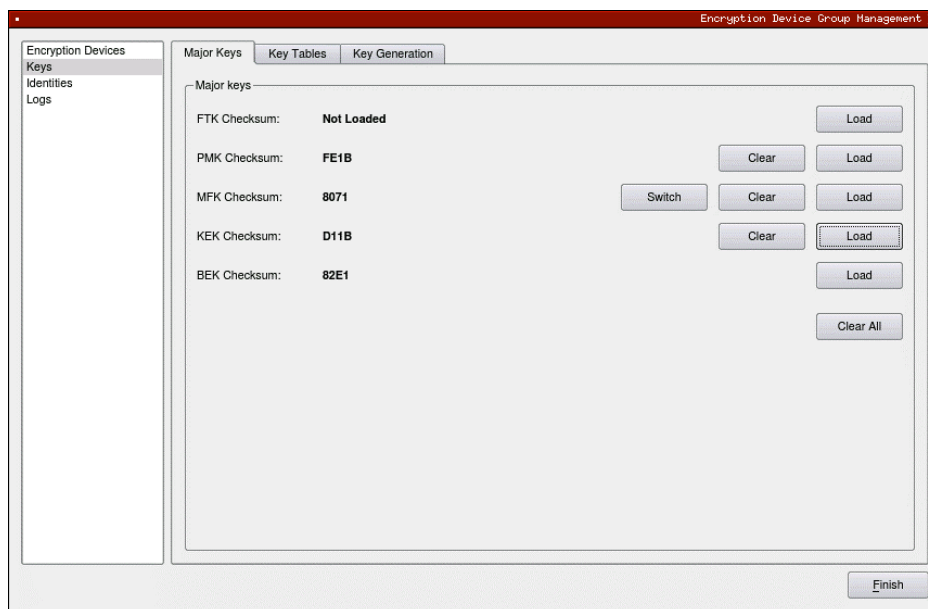 Encryption Device Group Management
Encryption Devices
Keys
Identities
Logs
Major Keys Key Tables Key Generation
Major keys
FTK Checksum: Not Loaded Load
PMK Checksum: FE1B Clear Load
MFK Checksum: 8071 Switch Clear Load
KEK Checksum: D11B Clear Load
BEK Checksum: 82E1 Load
Clear All
Finish